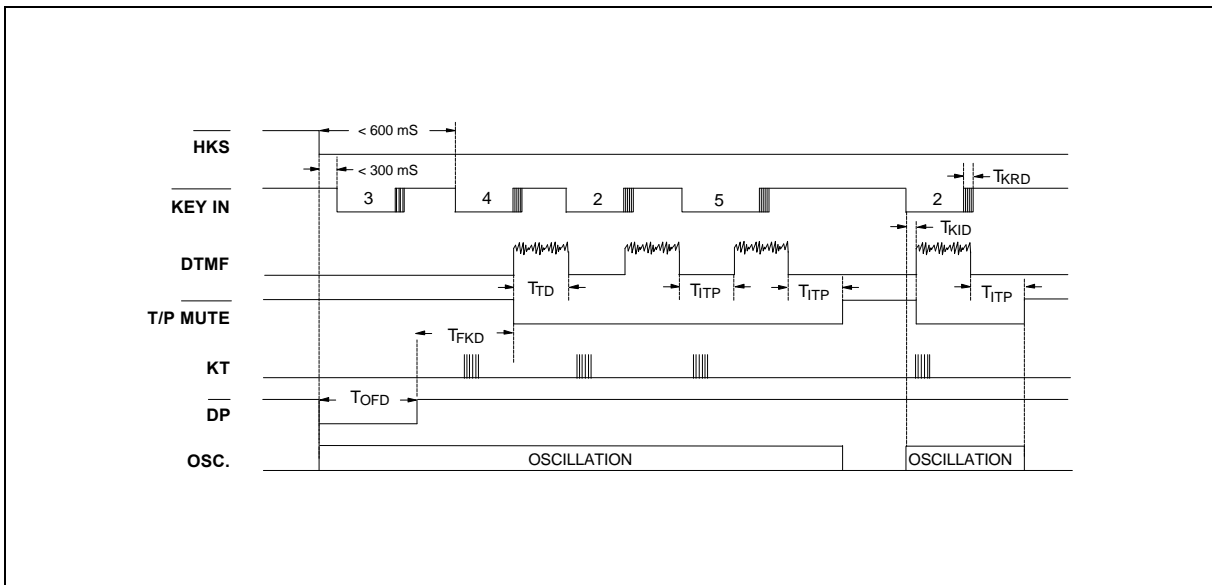 < 600 mS
HKS
< 300 mS
TKRD
KEY IN
3
4
2
5
2
TKID
DTMF
TTD
TITP
TITP
TITP
T/P MUTE
TFKD
KT
TOFD
DP
OSC.
OSCILLATION
OSCILLATION